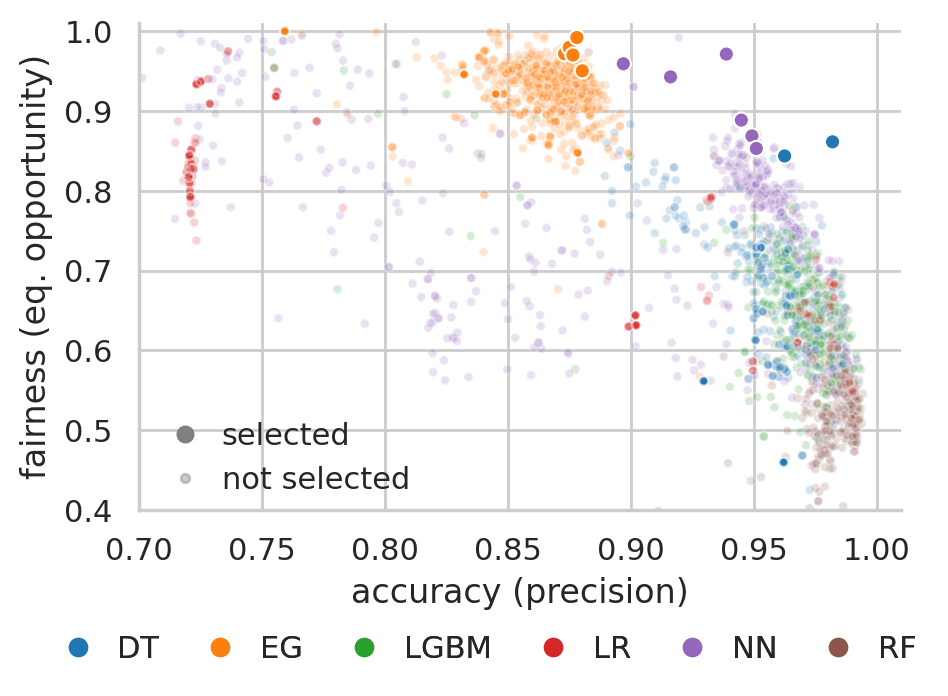 1.0
0.9
0.8
0.7
0.6
0.5
0.4
fairness (eq. opportunity)
selected
not selected
0.70 0.75 0.80 0.85 0.90 0.95 1.00
accuracy (precision)
DT EG LGBM LR NN RF